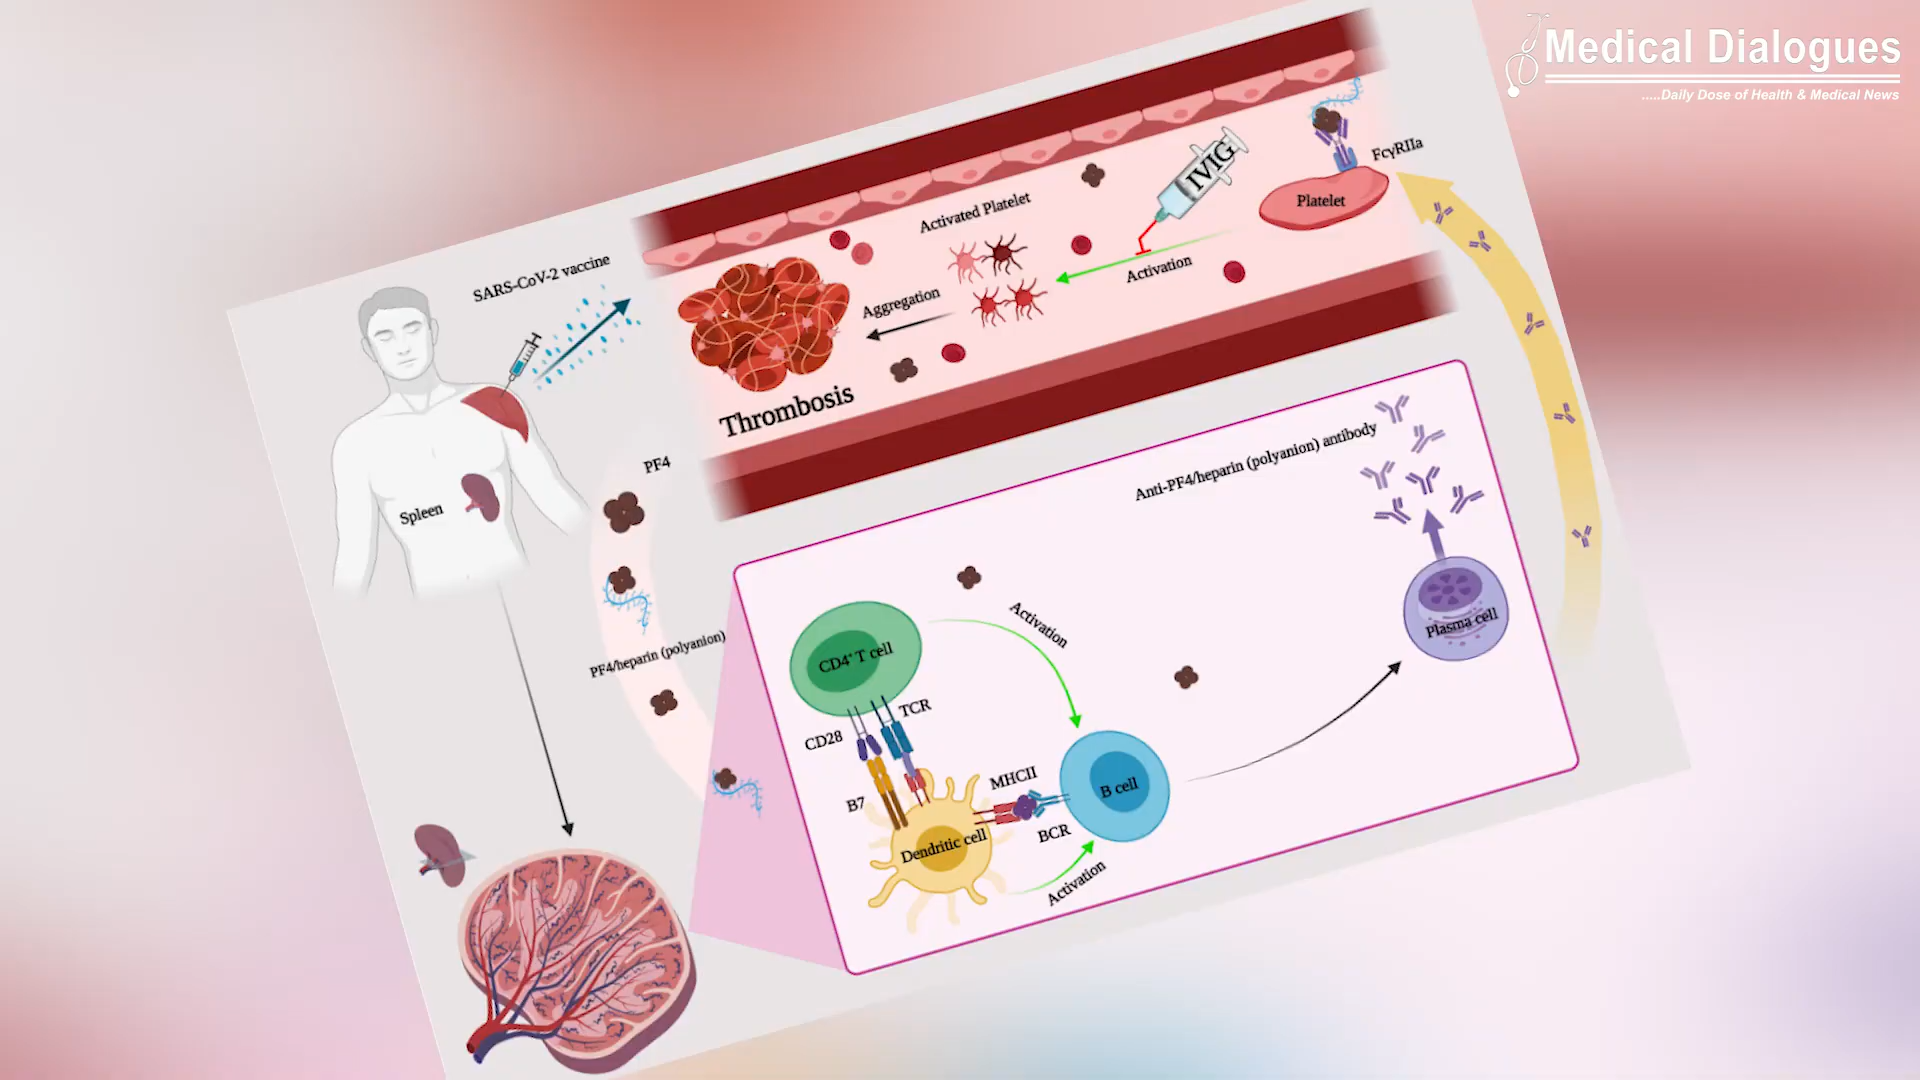 Medical Dialogues
.....Daily Dose of Health & Medical News
SARS-CoV-2 vaccine
Activated Platelet
IVIG
FcγRIIa
Platelet
Activation
Aggregation
Thrombosis
PF4
Spleen
PF4/heparin (polyanion)
Anti-PF4/heparin (polyanion) antibody
CD4⁺ T cell
Activation
Plasma cell
TCR
CD28
B7
MHCII
B cell
BCR
Dendritic cell
Activation